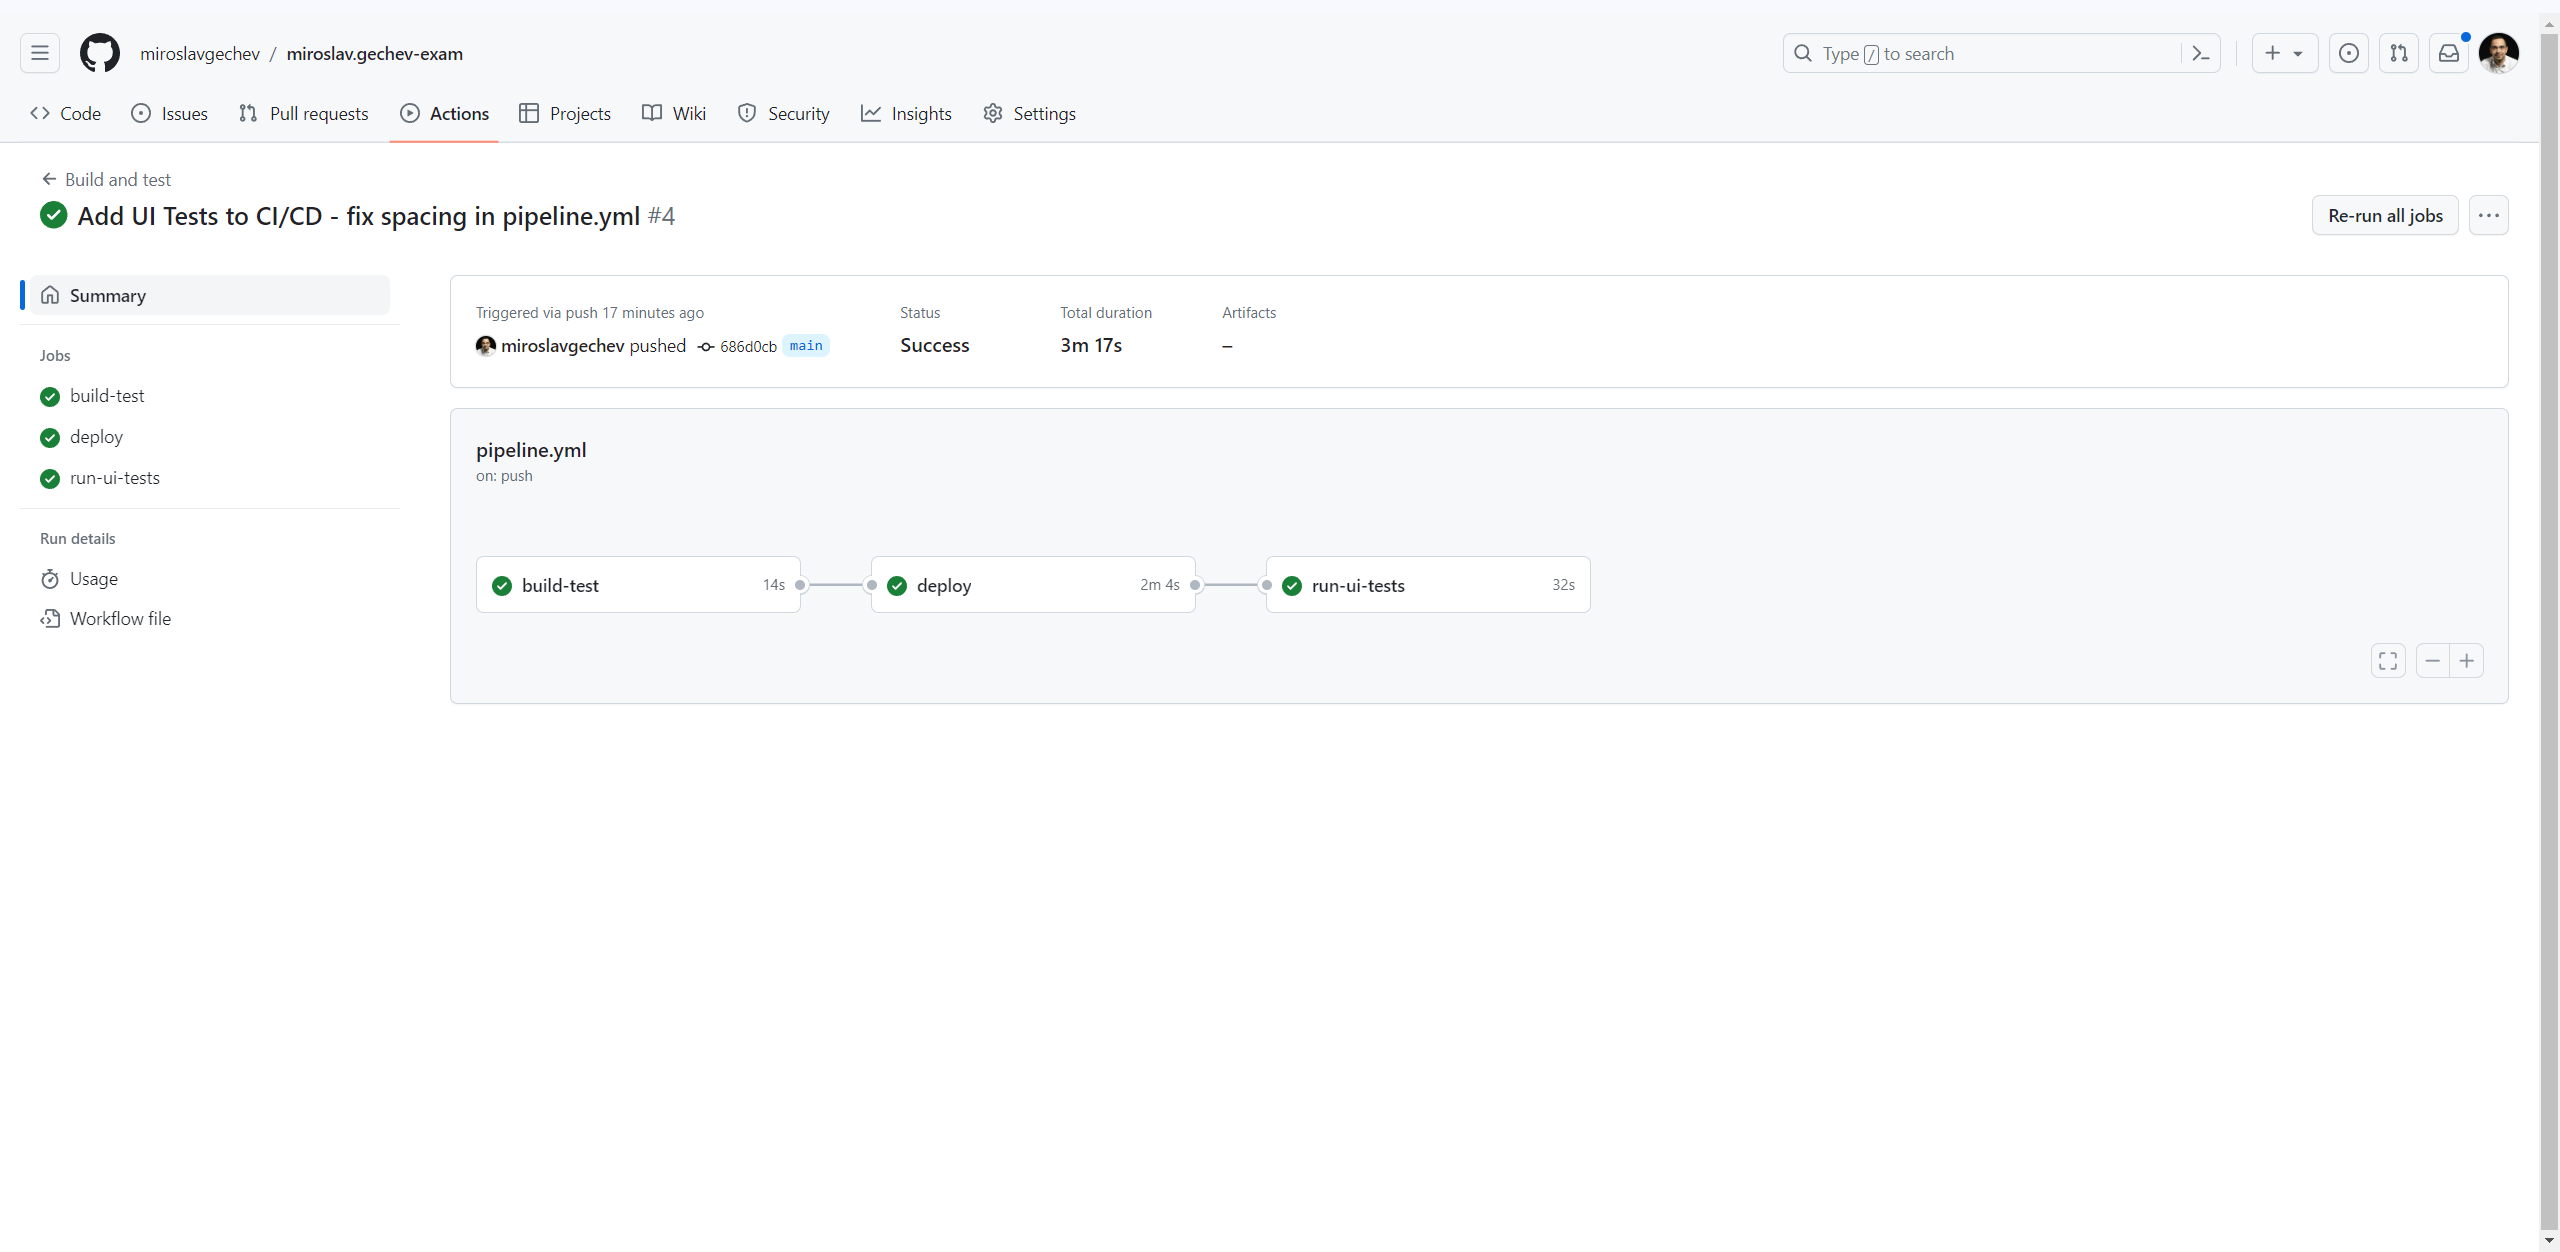 miroslavgechev / miroslav.gechev-exam
Type / to search
Code Issues Pull requests Actions Projects Wiki Security Insights Settings
Build and test
Add UI Tests to CI/CD - fix spacing in pipeline.yml #4
Re-run all jobs
Summary
Jobs
build-test
deploy
run-ui-tests
Run details
Usage
Workflow file
Triggered via push 17 minutes ago
miroslavgechev pushed 686d0cb main
Status
Success
Total duration
3m 17s
Artifacts
–
pipeline.yml
on: push
build-test 14s
deploy 2m 4s
run-ui-tests 32s